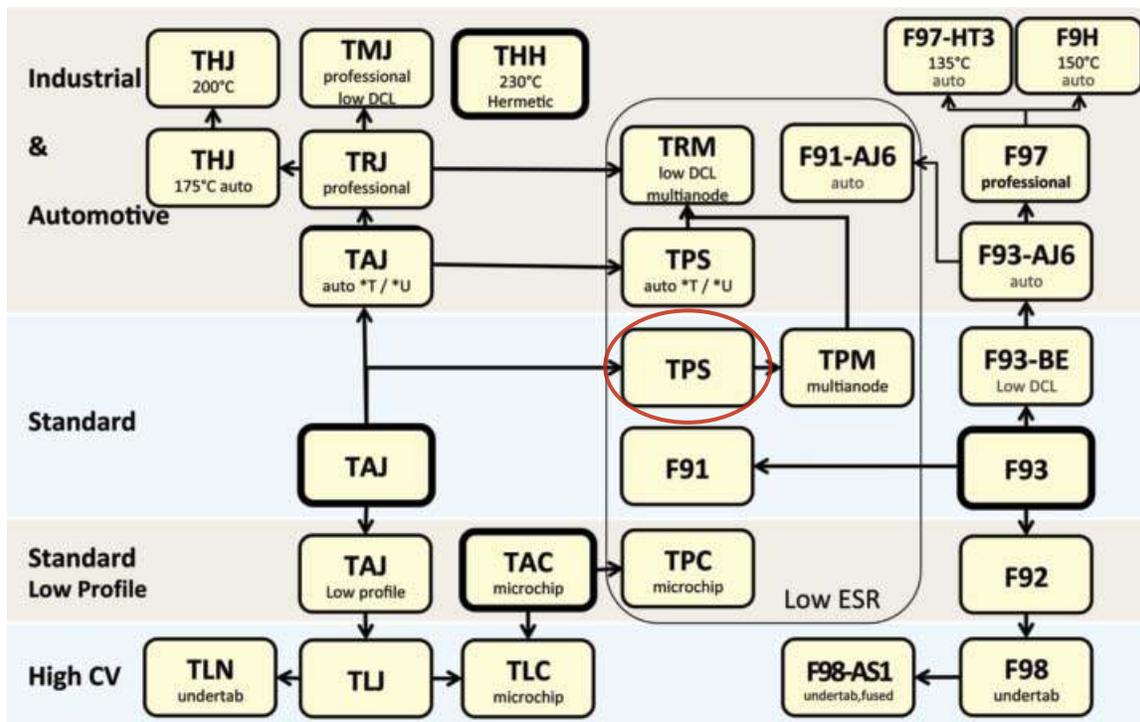 Industrial
&
Automotive
THJ
200°C
TMJ
professional
low DCL
THH
230°C
Hermetic
F97-HT3
135°C
auto
F9H
150°C
auto
THJ
175°C auto
TRJ
professional
TRM
low DCL
multianode
F91-AJ6
auto
F97
professional
TAJ
auto *T / *U
TPS
auto *T / *U
F93-AJ6
auto
Standard
TPS
TPM
multianode
F93-BE
Low DCL
TAJ
F91
F93
Standard
Low Profile
TAJ
Low profile
TAC
microchip
TPC
microchip
Low ESR
F92
High CV
TLN
undertab
TLJ
TLC
microchip
F98-AS1
undertab,fused
F98
undertab